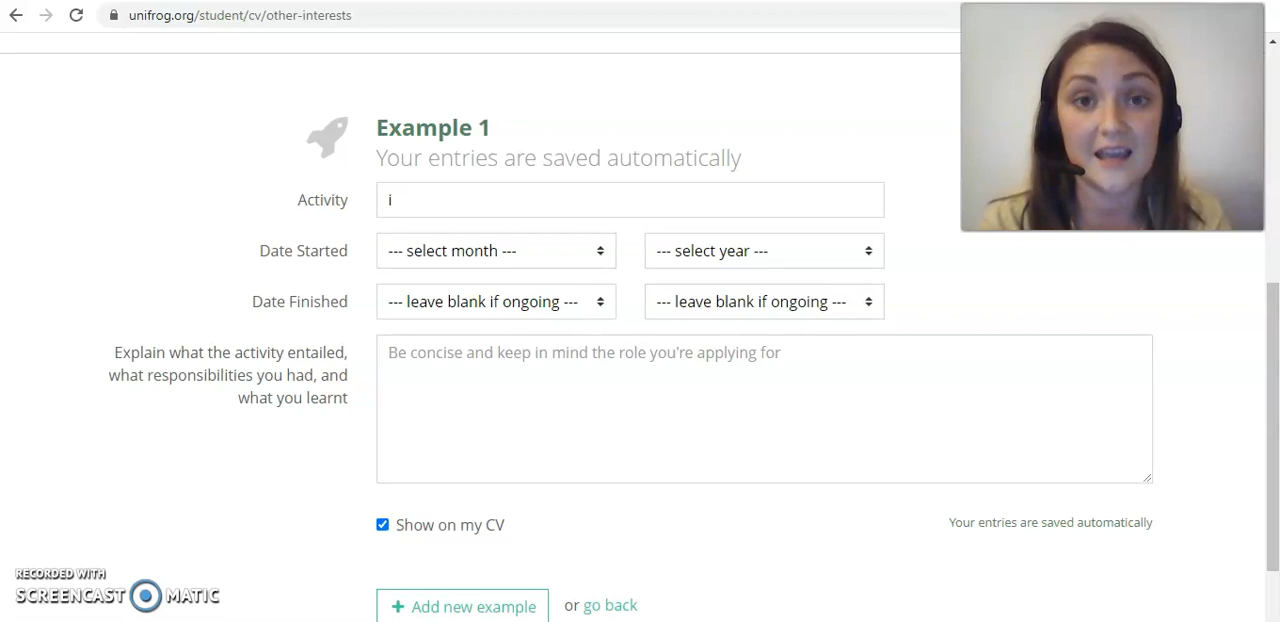 unifrog.org/student/cv/other-interests
Example 1
Your entries are saved automatically
Activity
i
Date Started
--- select month ---
--- select year ---
Date Finished
--- leave blank if ongoing ---
--- leave blank if ongoing ---
Explain what the activity entailed,
what responsibilities you had, and
what you learnt
Be concise and keep in mind the role you're applying for
Show on my CV
Your entries are saved automatically
+ Add new example
or go back
RECORDED WITH
SCREENCAST MATIC